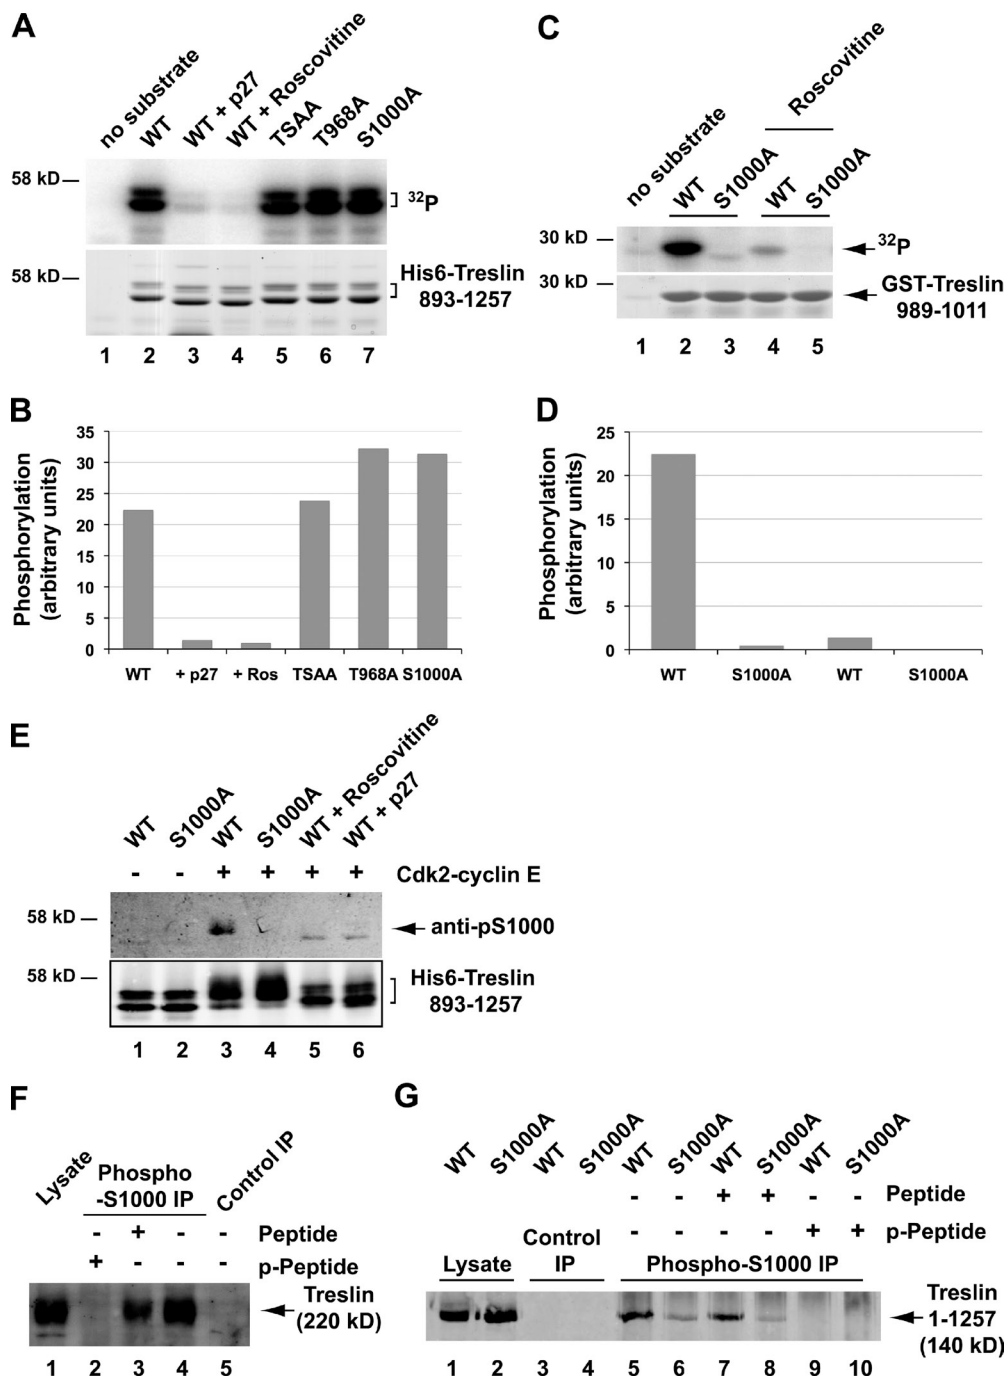 A
no substrate
WT
WT + p27
WT + Roscovitine
TSAA
T968A
S1000A
58 kD
32P
58 kD
His6-Treslin
893-1257
1 2 3 4 5 6 7
B
Phosphorylation
(arbitrary units)
35
30
25
20
15
10
5
0
WT + p27 + Ros TSAA T968A S1000A
C
Roscovitine
no substrate
WT
S1000A
WT
S1000A
30 kD
32P
30 kD
GST-Treslin
989-1011
1 2 3 4 5
D
Phosphorylation
(arbitrary units)
25
20
15
10
5
0
WT S1000A WT S1000A
E
WT
S1000A
WT
S1000A
WT + Roscovitine
WT + p27
- - + + + + Cdk2-cyclin E
58 kD
anti-pS1000
58 kD
His6-Treslin
893-1257
1 2 3 4 5 6
F
Lysate
Phospho
-S1000 IP
Control IP
- + - - Peptide
+ - - - p-Peptide
Treslin
(220 kD)
1 2 3 4 5
G
WT
S1000A
WT
S1000A
WT
S1000A
WT
S1000A
WT
S1000A
- - + + - - Peptide
- - - - + + p-Peptide
Lysate
Control
IP
Phospho-S1000 IP
Treslin
1-1257
(140 kD)
1 2 3 4 5 6 7 8 9 10